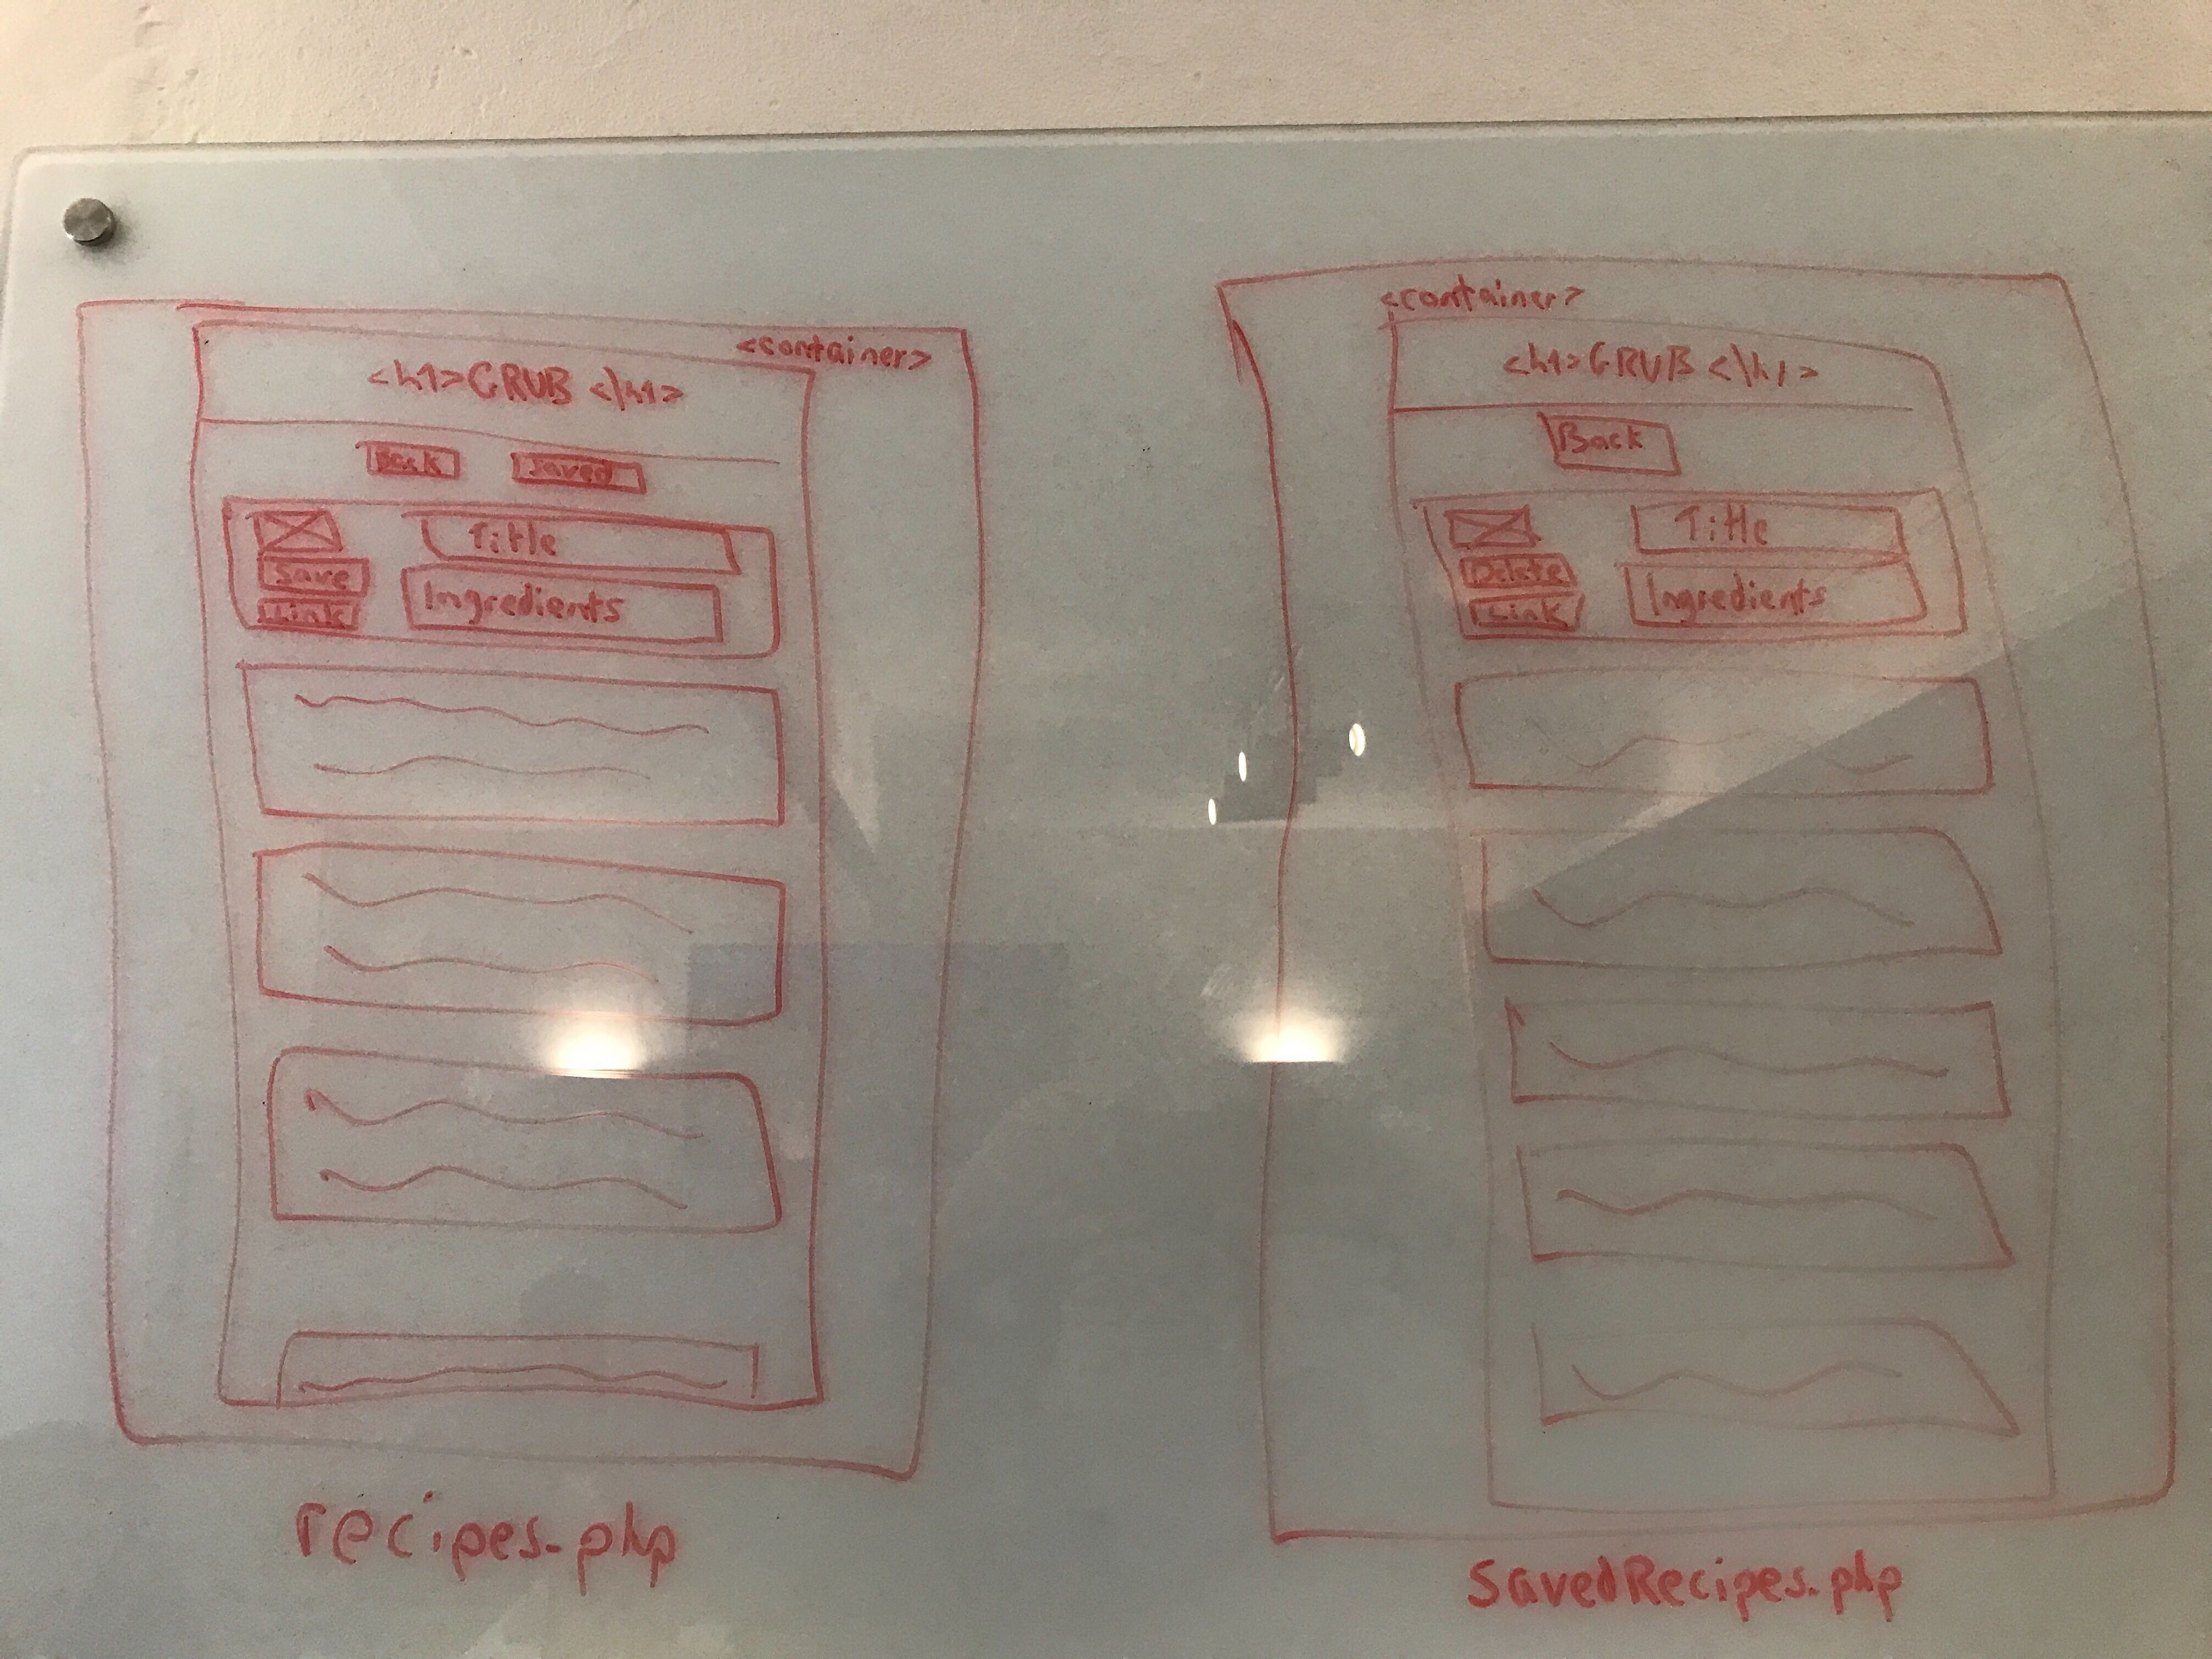 <container>
<h1>GRUB <\h1>
Back
Saved
Title
Save
Ingredients
Link
recipes.php
<container>
<h1>GRUB <\h1>
Back
Title
Delete
Ingredients
Link
savedRecipes.php